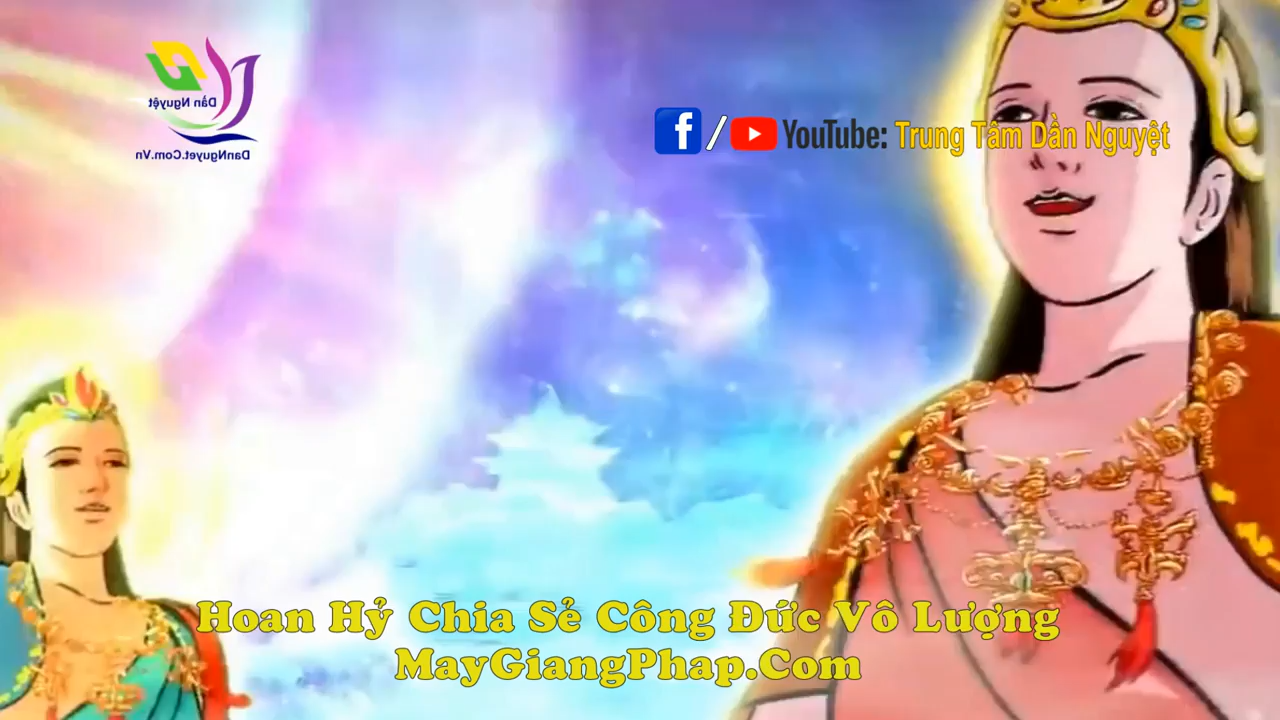 Dần Nguyệt
DanNguyet.Com.Vn
f / YouTube: Trung Tâm Dần Nguyệt
Hoan Hỷ Chia Sẻ Công Đức Vô Lượng
MayGiangPhap.Com